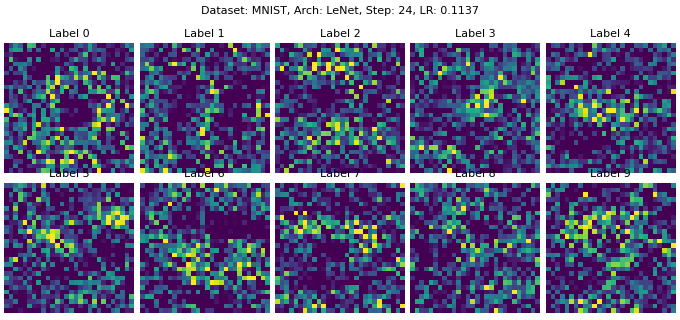 Dataset: MNIST, Arch: LeNet, Step: 24, LR: 0.1137
Label 0 Label 1 Label 2 Label 3 Label 4
Label 5 Label 6 Label 7 Label 8 Label 9